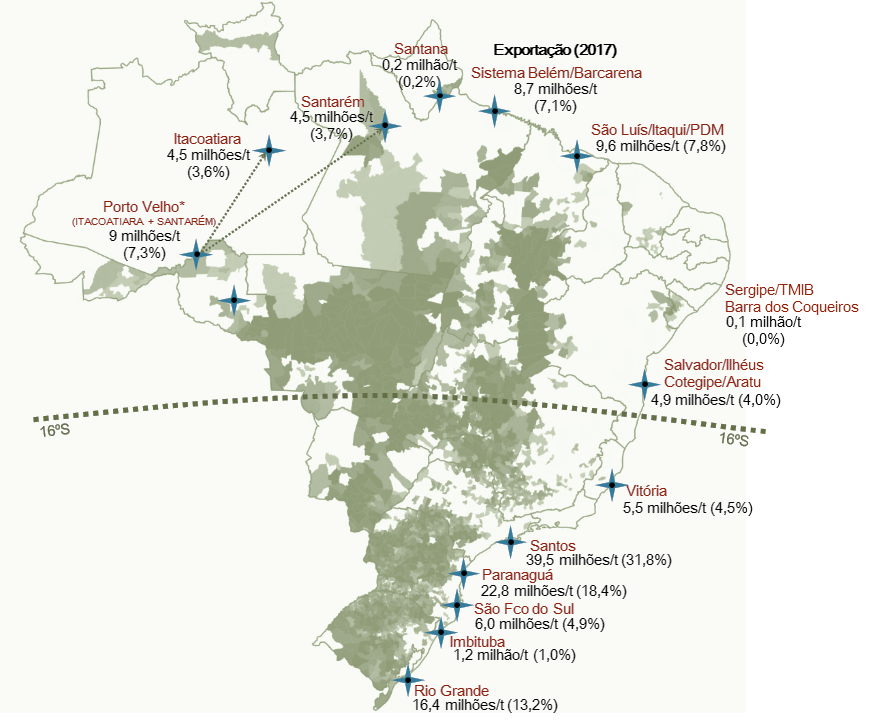 Exportação (2017)
Santana
0,2 milhão/t
(0,2%)
Sistema Belém/Barcarena
8,7 milhões/t
(7,1%)
Santarém
4,5 milhões/t
(3,7%)
São Luís/Itaqui/PDM
9,6 milhões/t (7,8%)
Itacoatiara
4,5 milhões/t
(3,6%)
Porto Velho*
(ITACOATIARA + SANTARÉM)
9 milhões/t
(7,3%)
Sergipe/TMIB
Barra dos Coqueiros
0,1 milhão/t
(0,0%)
Salvador/Ilhéus
Cotegipe/Aratu
4,9 milhões/t (4,0%)
16ºS
16ºS
Vitória
5,5 milhões/t (4,5%)
Santos
39,5 milhões/t (31,8%)
Paranaguá
22,8 milhões/t (18,4%)
São Fco do Sul
6,0 milhões/t (4,9%)
Imbituba
1,2 milhão/t (1,0%)
Rio Grande
16,4 milhões/t (13,2%)